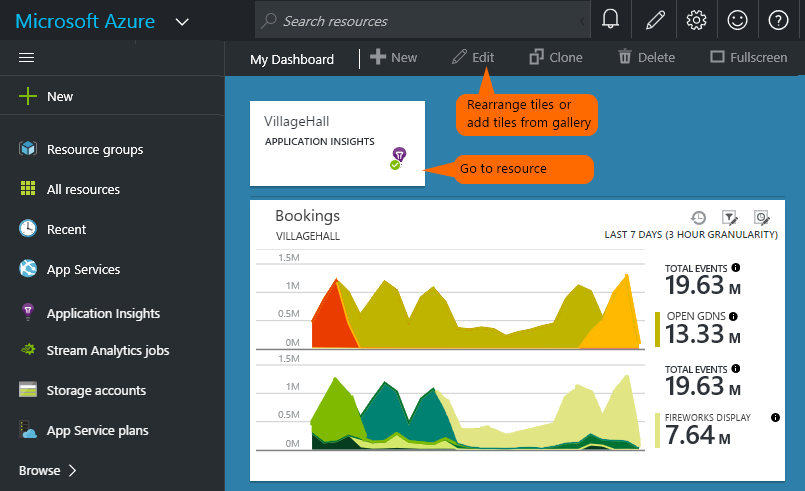 Microsoft Azure
Search resources
My Dashboard
New
Edit
Clone
Delete
Fullscreen
New
Resource groups
All resources
Recent
App Services
Application Insights
Stream Analytics jobs
Storage accounts
App Service plans
Browse
Rearrange tiles or
add tiles from gallery
VillageHall
APPLICATION INSIGHTS
Go to resource
Bookings
VILLAGEHALL
LAST 7 DAYS (3 HOUR GRANULARITY)
1.5M
1M
0.5M
0M
TOTAL EVENTS
19.63 M
OPEN GDNS
13.33 M
1.5M
1M
0.5M
0M
TOTAL EVENTS
19.63 M
FIREWORKS DISPLAY
7.64 M